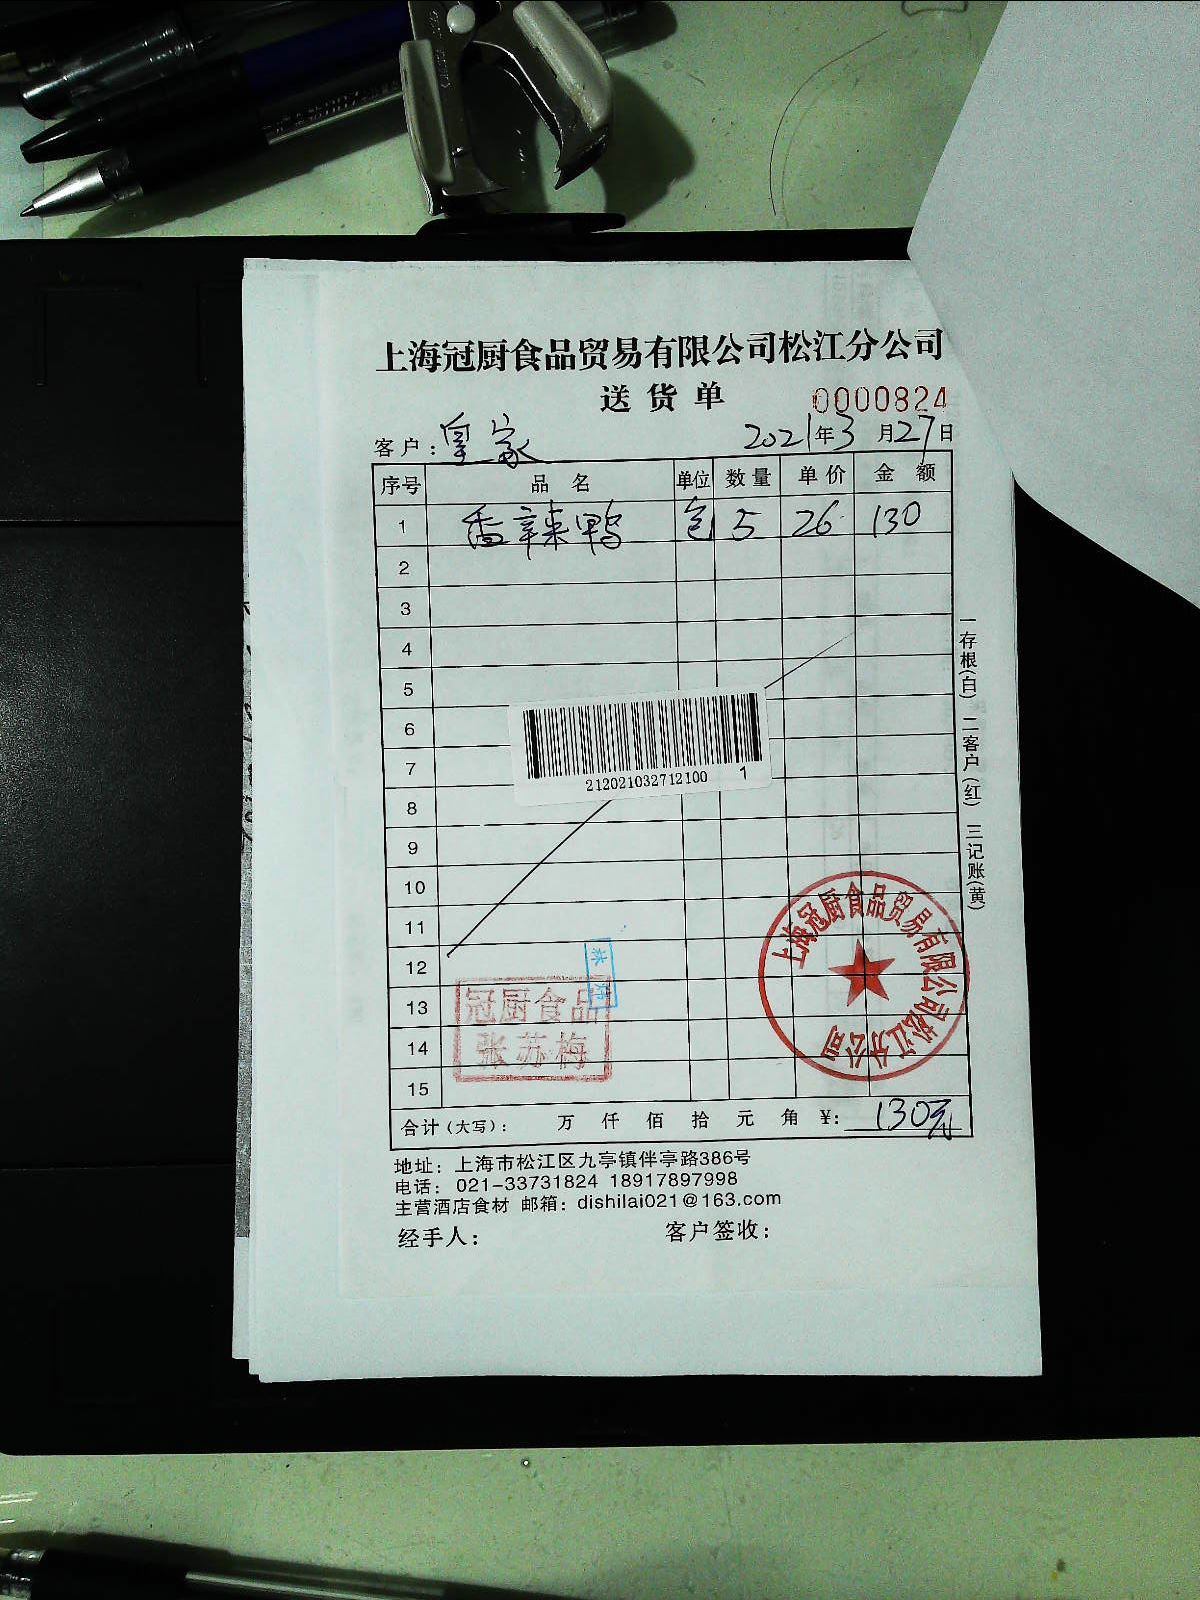 上海冠厨食品贸易有限公司松江分公司
送货单 0000824
客户：皇家 2021年3月27日
序号 品名 单位 数量 单价 金额
1 香辣鸭 包 5 26 130
2
3
4
5
6
7
8
9
10
11
12
13
14
15
212021032712100 1
冠厨食品
张苏梅
上海冠厨食品贸易有限公司松江分公司
合计（大写）： 万 仟 佰 拾 元 角 ¥：130元
地址：上海市松江区九亭镇伴亭路386号
电话：021-33731824 18917897998
主营酒店食材 邮箱：dishilai021@163.com
经手人： 客户签收：
一存根（白） 二客户（红） 三记账（黄）